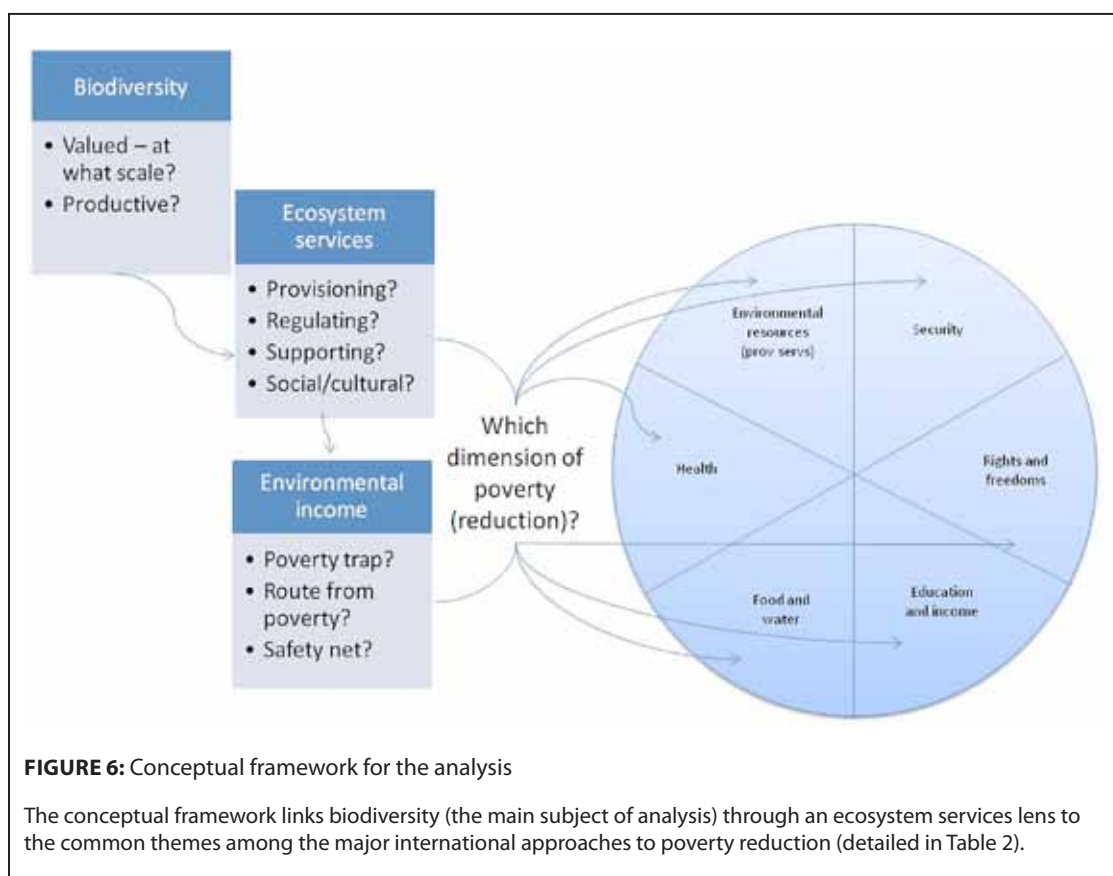 Biodiversity
• Valued – at
what scale?
• Productive?
Ecosystem
services
• Provisioning?
• Regulating?
• Supporting?
• Social/cultural?
Environmental
income
• Poverty trap?
• Route from
poverty?
• Safety net?
Which
dimension of
poverty
(reduction)?
Environmental
resources
(prov servs)
Security
Health
Rights and
freedoms
Food and
water
Education
and income
FIGURE 6: Conceptual framework for the analysis
The conceptual framework links biodiversity (the main subject of analysis) through an ecosystem services lens to
the common themes among the major international approaches to poverty reduction (detailed in Table 2).